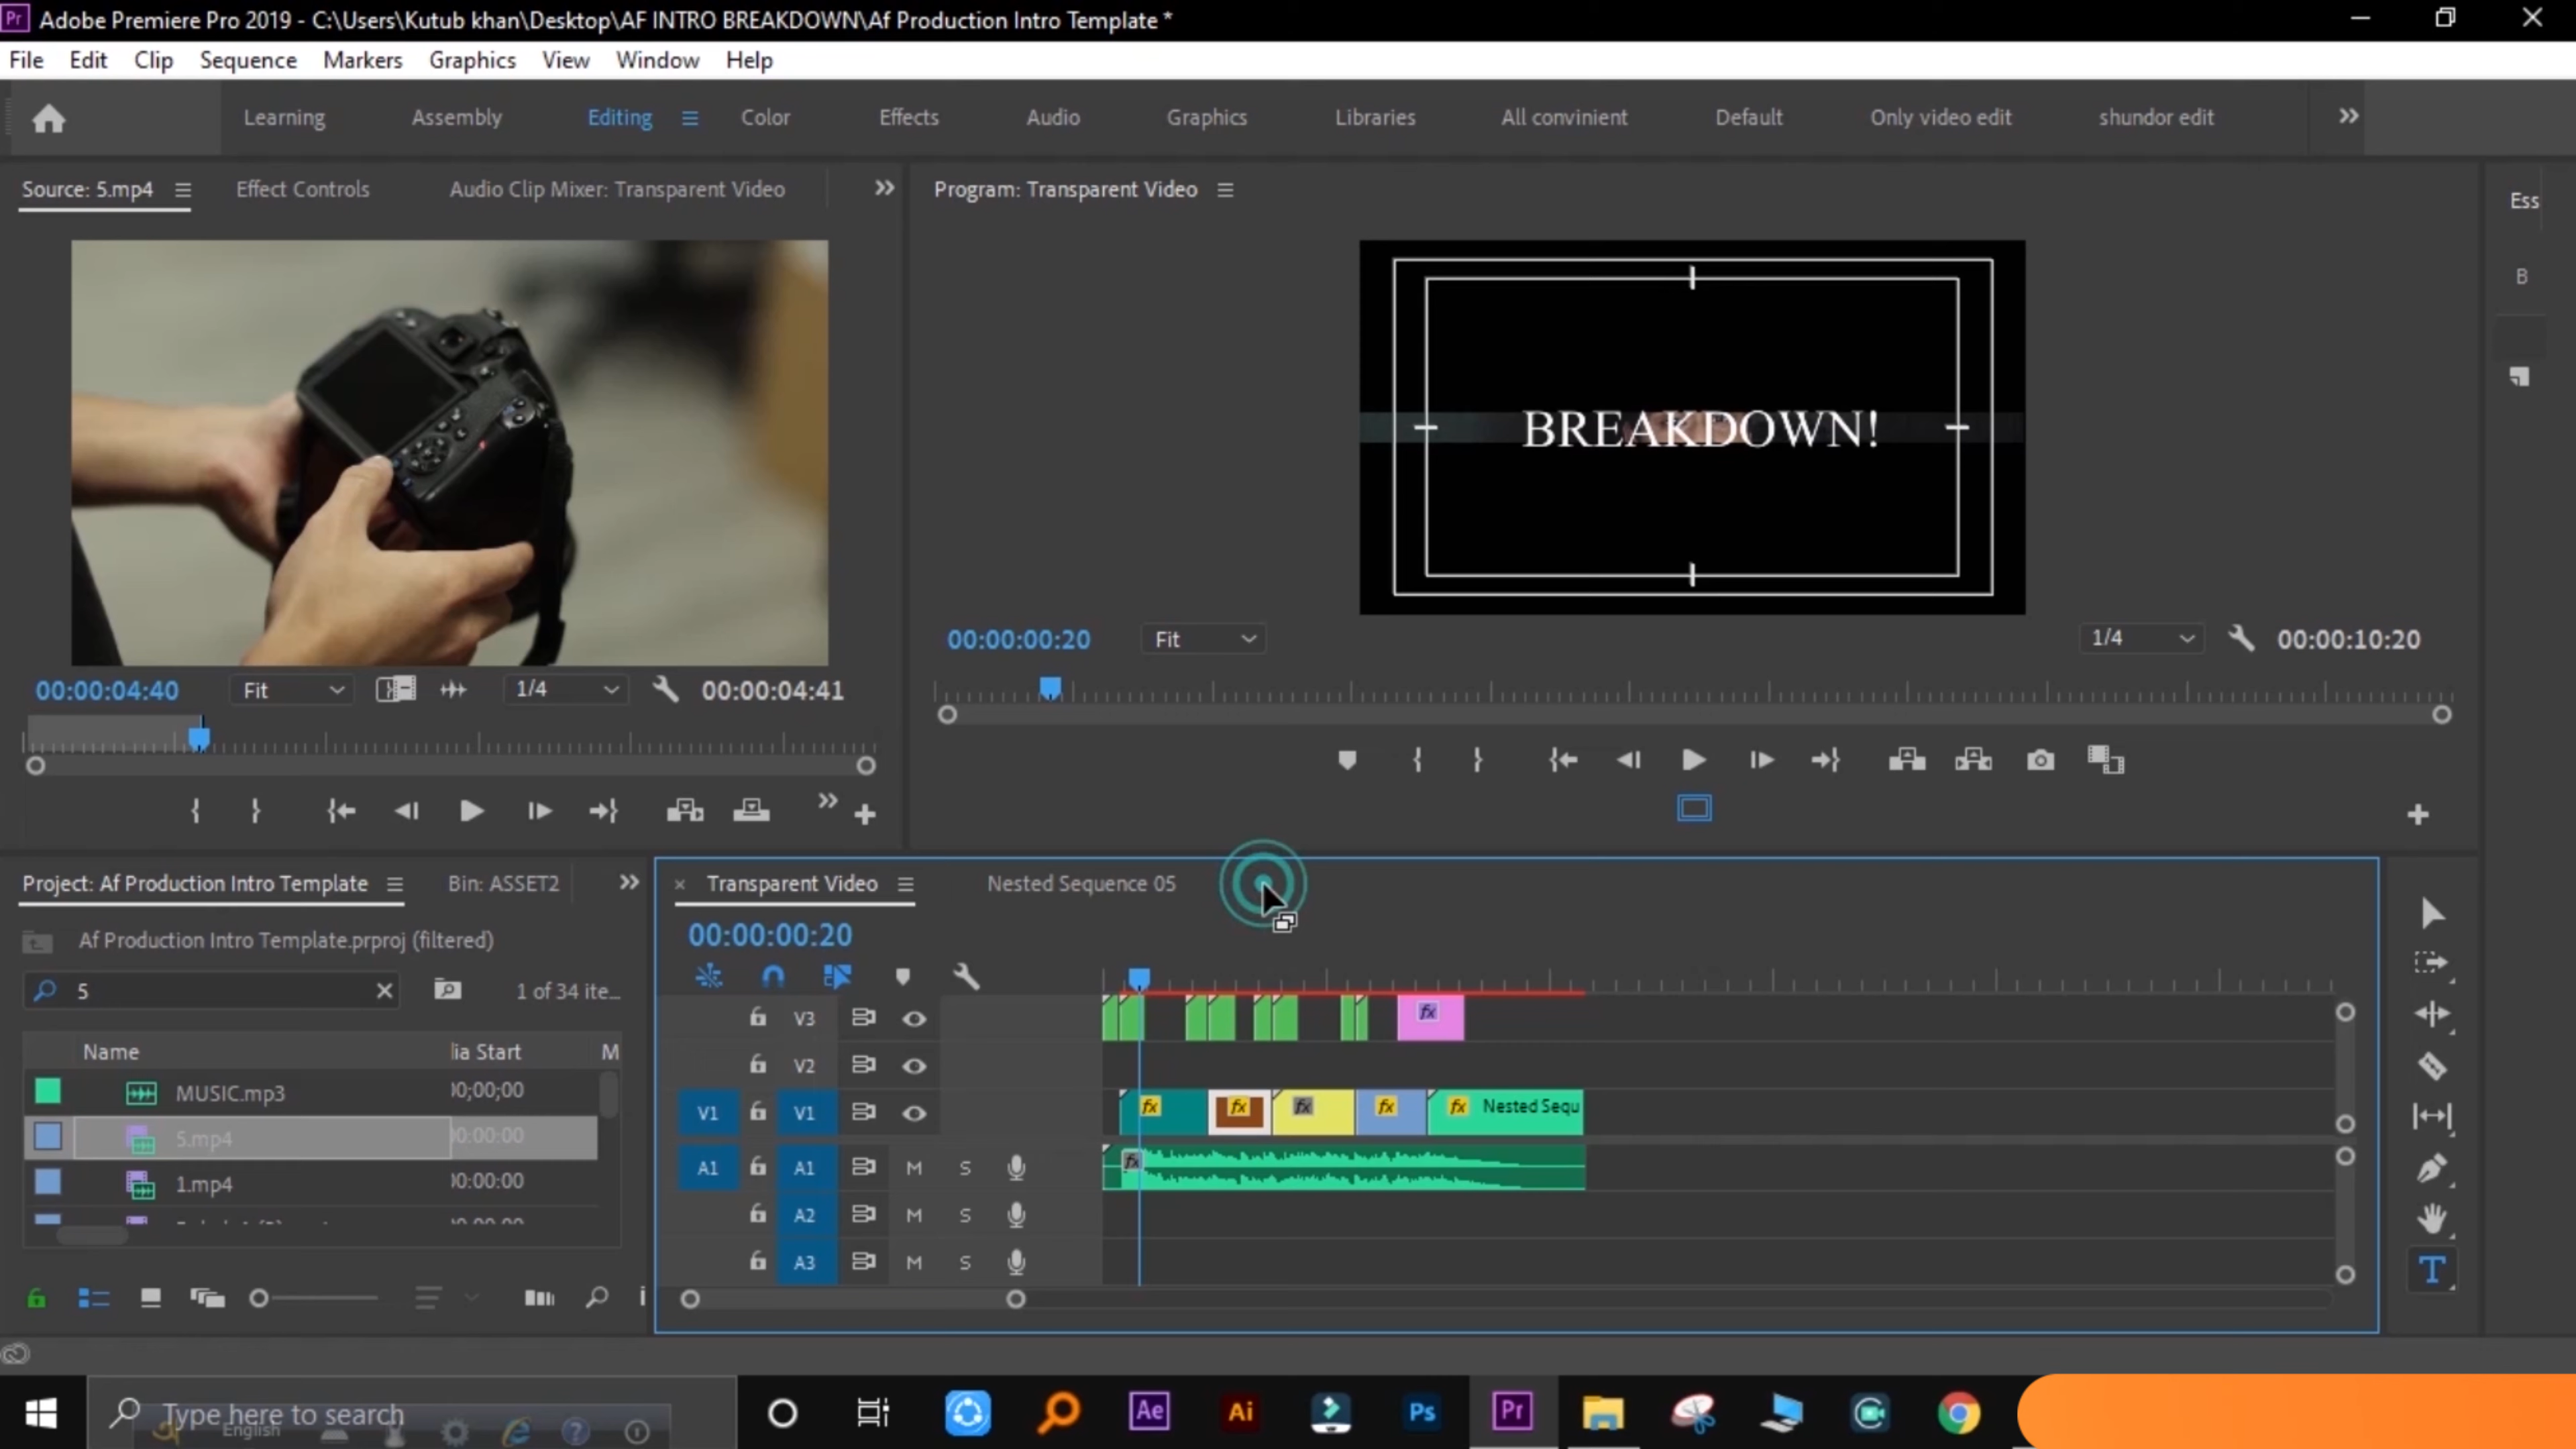 Pr Adobe Premiere Pro 2019 - C:\Users\Kutub khan\Desktop\AF INTRO BREAKDOWN\Af Production Intro Template *
File Edit Clip Sequence Markers Graphics View Window Help
Learning Assembly Editing Color Effects Audio Graphics Libraries All convinient Default Only video edit shundor edit
Source: 5.mp4 Effect Controls Audio Clip Mixer: Transparent Video
Program: Transparent Video
Ess
B
BREAKDOWN!
00:00:00:20 Fit 1/4 00:00:10:20
00:00:04:40 Fit 1/4 00:00:04:41
Project: Af Production Intro Template Bin: ASSET2
Transparent Video Nested Sequence 05
00:00:00:20
Af Production Intro Template.prproj (filtered)
5 1 of 34 ite...
Name ia Start M
MUSIC.mp3 00;00;00
5.mp4 00:00:00
1.mp4 00:00:00
V3 fx
V2
V1 V1 fx fx fx fx fx Nested Sequ
A1 A1 M S fx
A2 M S
A3 M S
T
Type here to search
English
Ae Ai Ps Pr